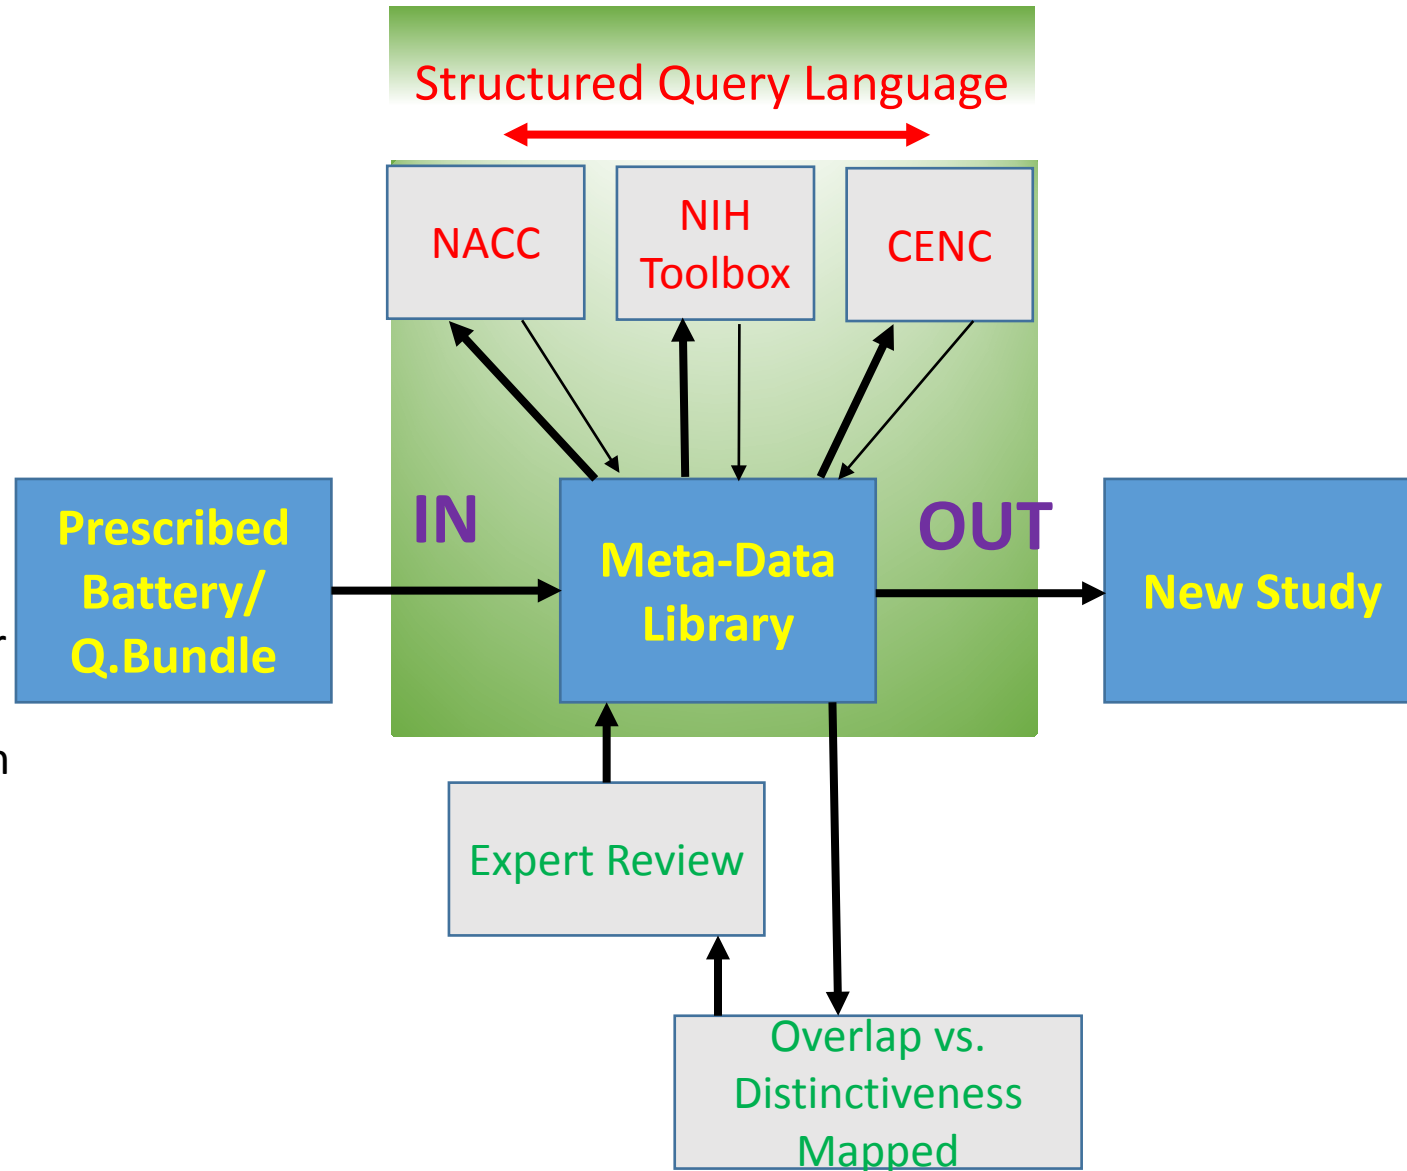 Structured Query Language
NACC
NIH
Toolbox
CENC
IN
OUT
Prescribed
Battery/
Q.Bundle
Meta-Data
Library
New Study
r
n
Expert Review
Overlap vs.
Distinctiveness
Mapped